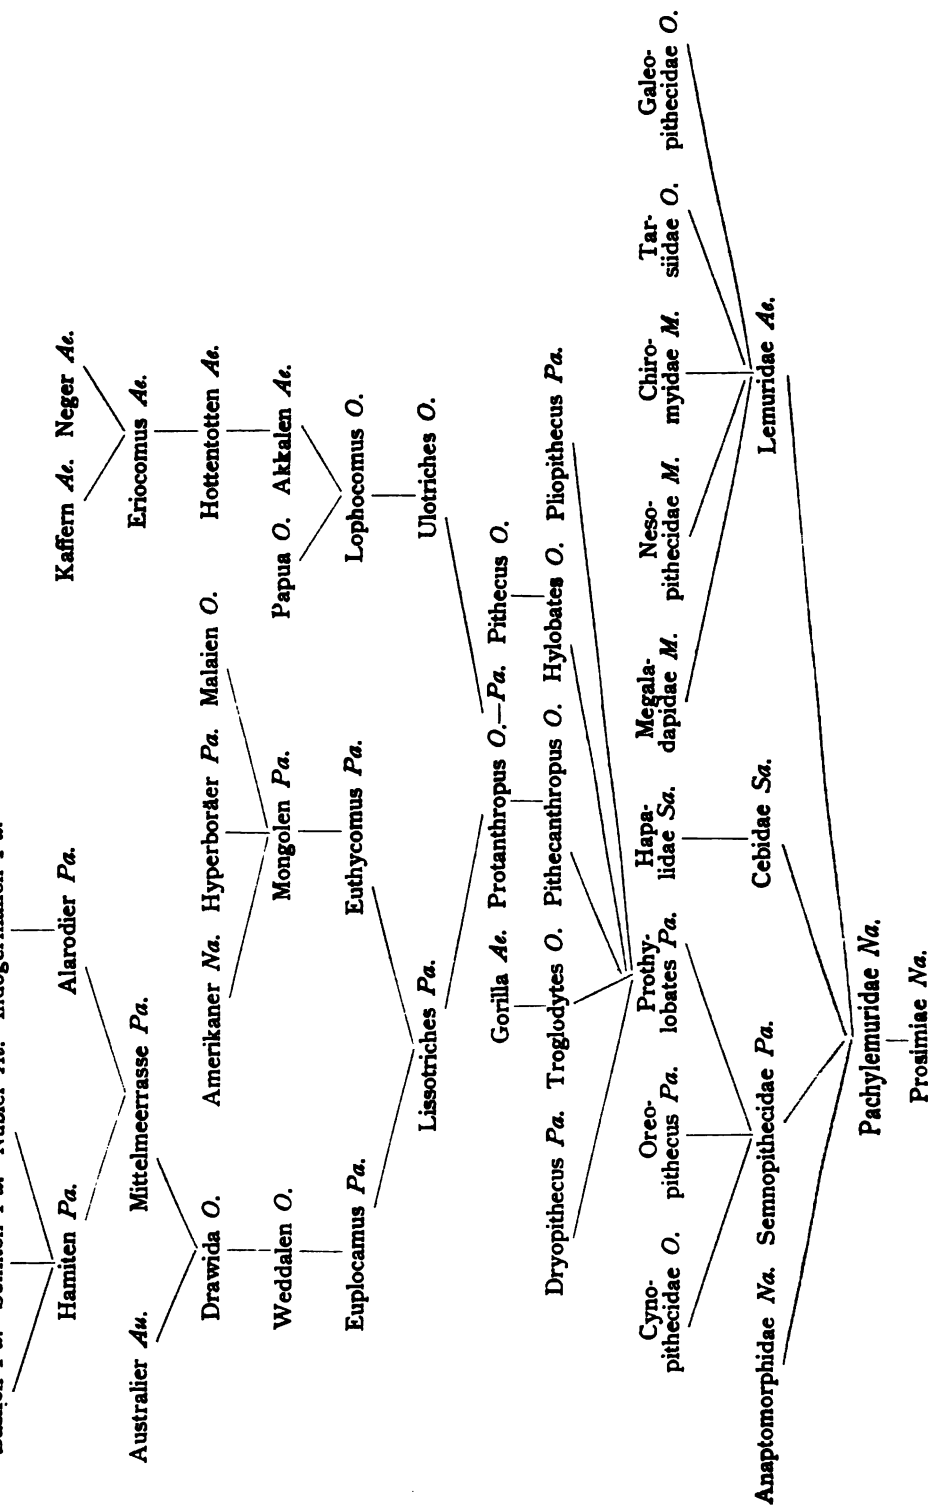 Hamiten Pa. Alarodier Pa. Kaffern Ae. Neger Ae.
Australier Au. Mittelmeerrasse Pa. Eriocomus Ae.
Drawida O. Amerikaner Na. Hyperboräer Pa. Malaien O. Hottentotten Ae.
Weddalen O. Mongolen Pa. Papua O. Akkalen Ae.
Euplocamus Pa. Euthycomus Pa. Lophocomus O.
Lissotriches Pa. Ulotriches O.
Gorilla Ae. Protanthropus O.—Pa. Pithecus O.
Dryopithecus Pa. Troglodytes O. Pithecanthropus O. Hylobates O. Pliopithecus Pa.
Cyno- Oreo- Prothy- Hapa- Megala- Neso- Chiro- Tar- Galeo-
pithecidae O. pithecus Pa. lobates Pa. lidae Sa. dapidae M. pithecidae M. myidae M. siidae O. pithecidae O.
Anaptomorphidae Na. Semnopithecidae Pa. Cebidae Sa. Lemuridae Ae.
Pachylemuridae Na.
Prosimiae Na.